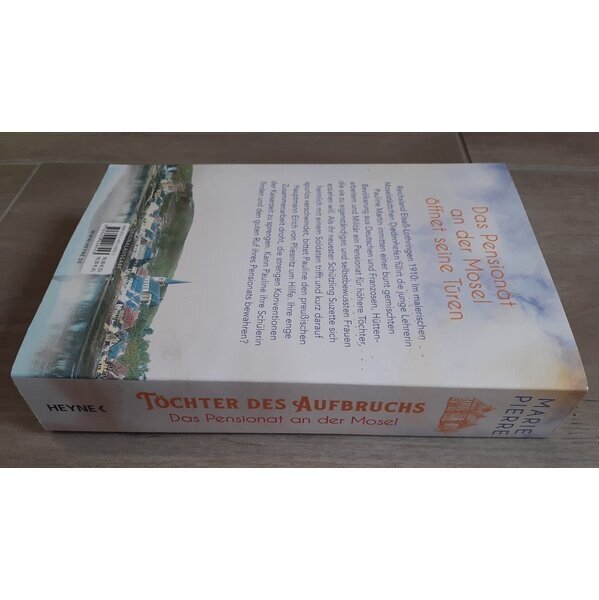 Das Pensionat
an der Mosel
öffnet seine Türen
Reichsland Elsaß-Lothringen 1910: Im malerischen
Moselstädtchen Diedenhofen führt die junge Lehrerin
Pauline Martin inmitten einer bunt gemischten
Bevölkerung aus Deutschen und Franzosen, Hütten-
arbeitern und Militär ein Pensionat für höhere Töchter,
die sie zu eigenständigen und selbstbewussten Frauen
erziehen will. Als ihr neuester Schützling Suzette sich
heimlich mit einem Soldaten trifft und kurz darauf
spurlos verschwindet, bittet Pauline den preußischen
Hauptmann Erich von Pliesnitz um Hilfe. Ihre enge
Zusammenarbeit droht, die strengen Konventionen
der Kaiserzeit zu sprengen. Kann Pauline ihre Schülerin
finden und den guten Ruf ihres Pensionats bewahren?
HEYNE
TÖCHTER DES AUFBRUCHS
Das Pensionat an der Mosel
MARIE
PIERRE